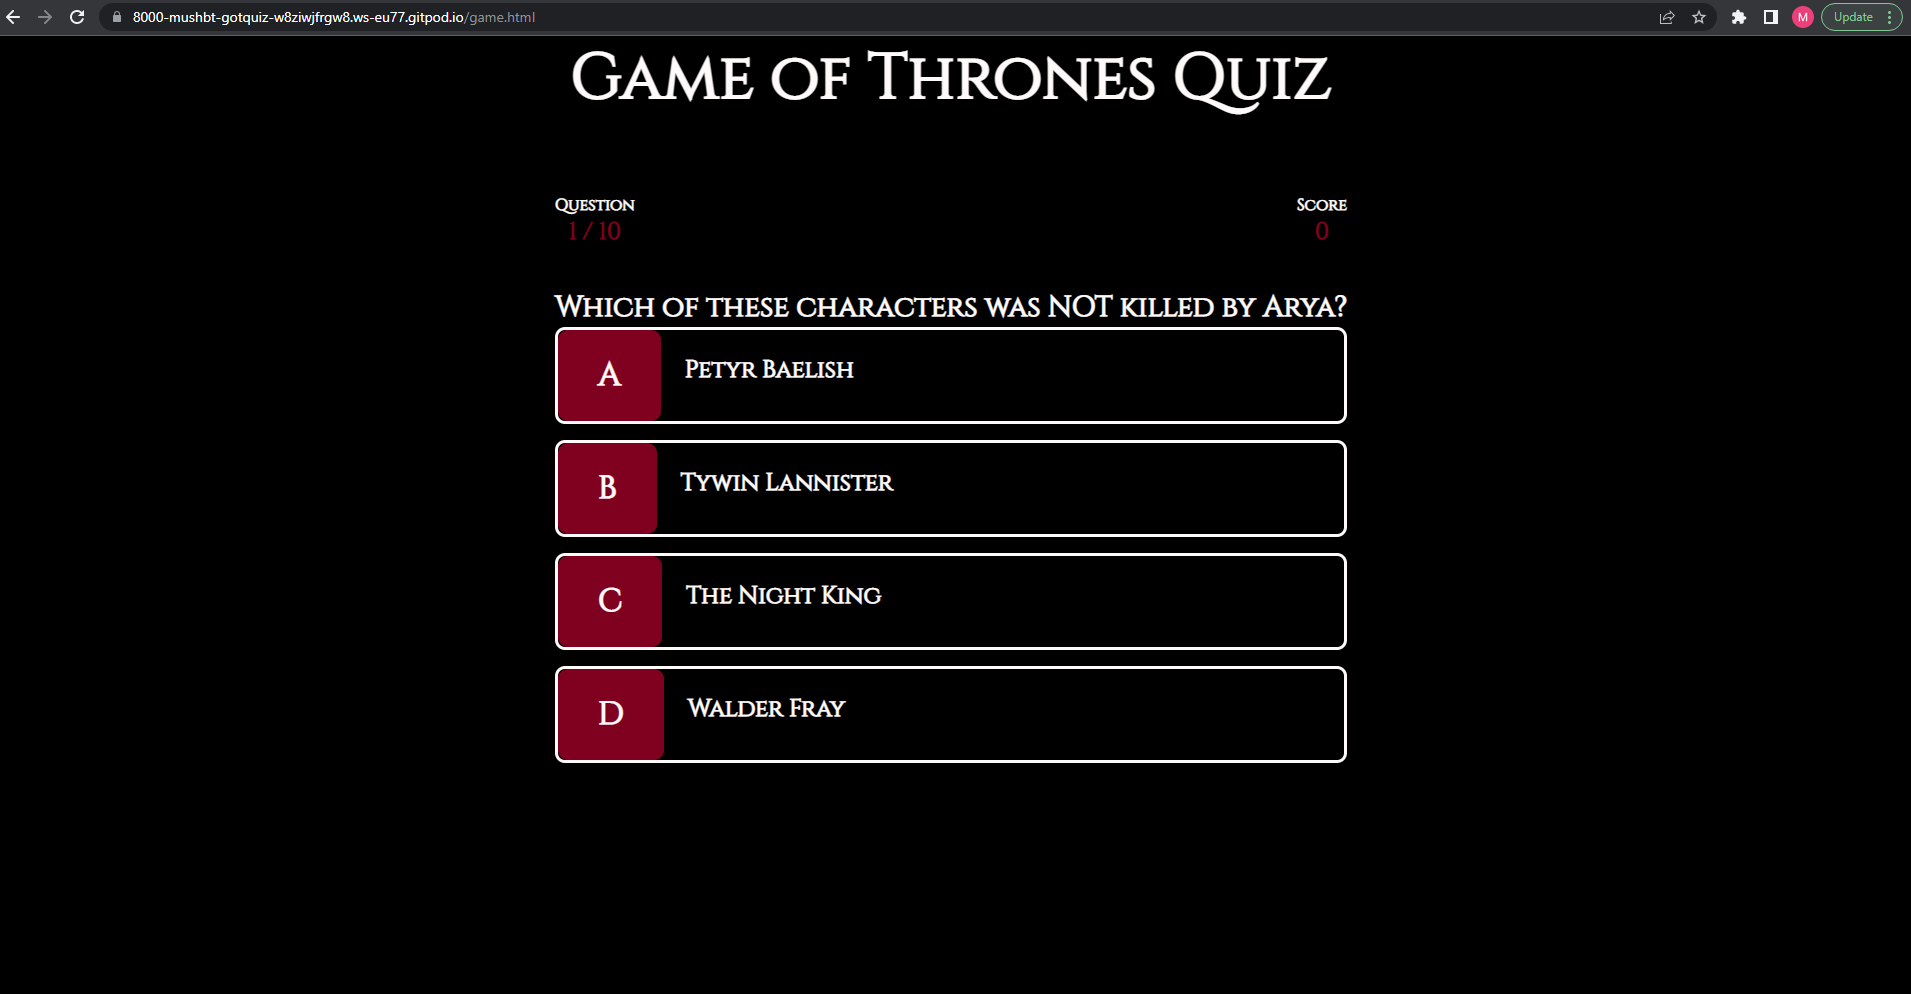 8000-mushbt-gotquiz-w8ziwjfrgw8.ws-eu77.gitpod.io/game.html
M
Update
Game of Thrones Quiz
Question
1 / 10
Score
0
Which of these characters was NOT killed by Arya?
A
Petyr Baelish
B
Tywin Lannister
C
The Night King
D
Walder Fray